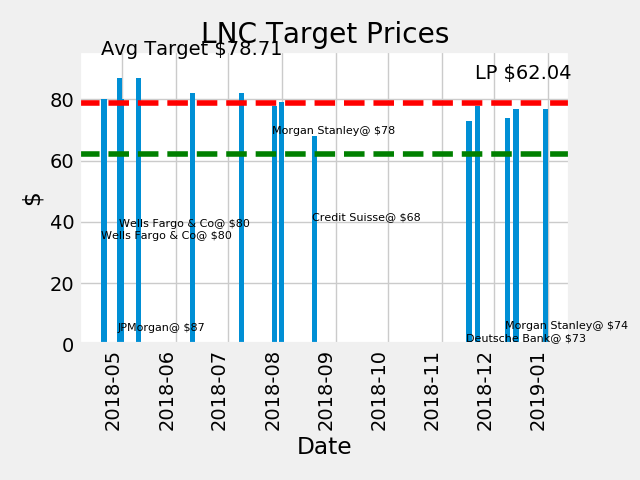 LNC Target Prices
Avg Target $78.71
LP $62.04
80
60
40
20
0
$
Morgan Stanley@ $78
Credit Suisse@ $68
Wells Fargo & Co@ $80
Wells Fargo & Co@ $80
JPMorgan@ $87
Morgan Stanley@ $74
Deutsche Bank@ $73
2018-05
2018-06
2018-07
2018-08
2018-09
2018-10
2018-11
2018-12
2019-01
Date